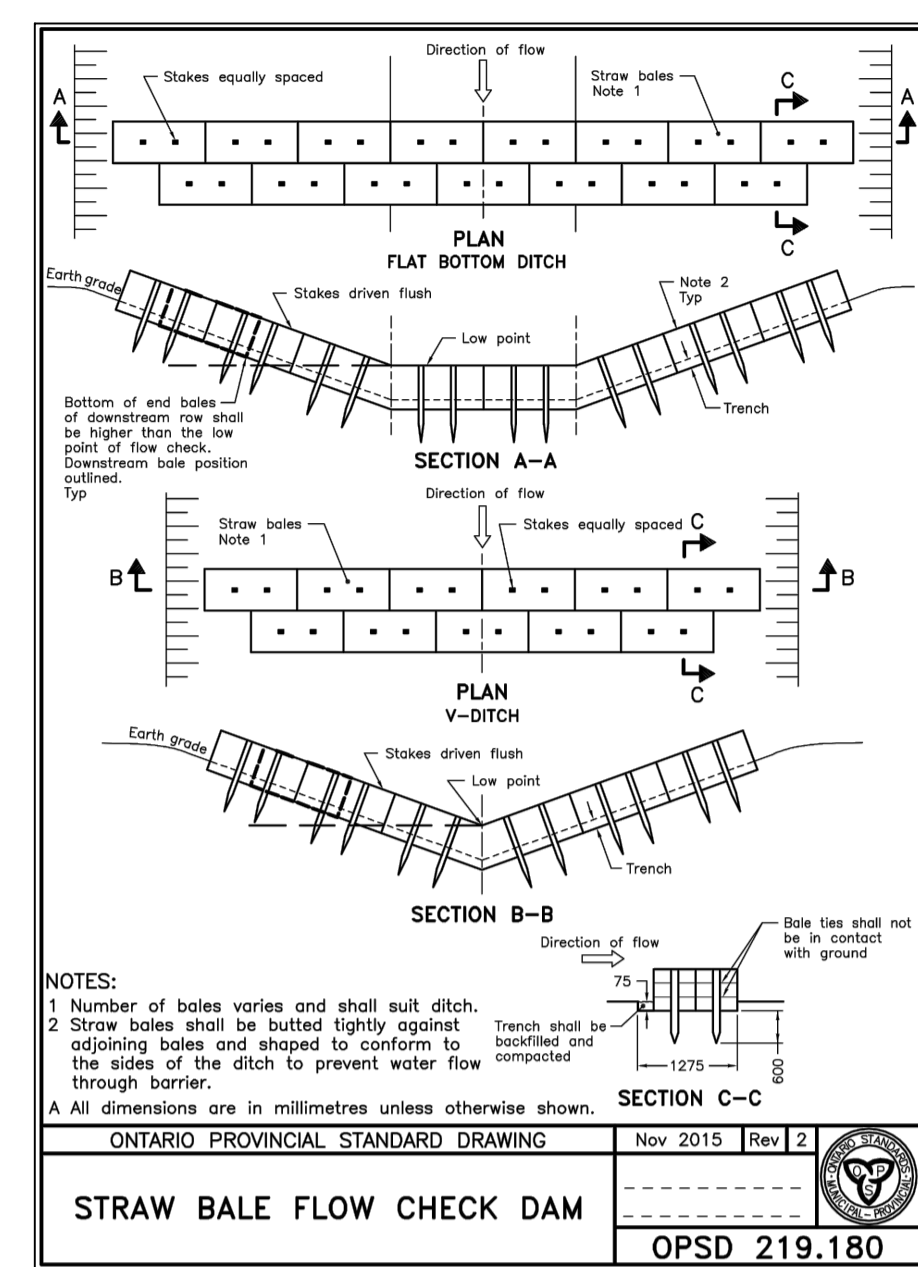 Direction of flow
Stakes equally spaced
Straw bales
Note 1
C
A
A
C
PLAN
FLAT BOTTOM DITCH
Earth grade
Stakes driven flush
Note 2
Typ
Low point
Trench
Bottom of end bales
of downstream row shall
be higher than the low
point of flow check.
Downstream bale position
outlined.
Typ
SECTION A-A
Direction of flow
Straw bales
Note 1
Stakes equally spaced
C
B
B
C
PLAN
V-DITCH
Earth grade
Stakes driven flush
Low point
Trench
SECTION B-B
Direction of flow
Bale ties shall not
be in contact
with ground
75
Trench shall be
backfilled and
compacted
1275
600
SECTION C-C
NOTES:
1 Number of bales varies and shall suit ditch.
2 Straw bales shall be butted tightly against
adjoining bales and shaped to conform to
the sides of the ditch to prevent water flow
through barrier.
A All dimensions are in millimetres unless otherwise shown.
ONTARIO PROVINCIAL STANDARD DRAWING
Nov 2015 Rev 2
STRAW BALE FLOW CHECK DAM
ONTARIO STANDARDS
MUNICIPAL-PROVINCIAL
O P S
OPSD 219.180